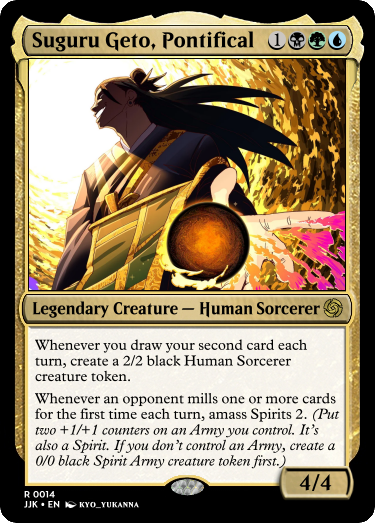 Suguru Geto, Pontifical 1
Legendary Creature — Human Sorcerer
Whenever you draw your second card each
turn, create a 2/2 black Human Sorcerer
creature token.
Whenever an opponent mills one or more cards
for the first time each turn, amass Spirits 2. (Put
two +1/+1 counters on an Army you control. It's
also a Spirit. If you don't control an Army, create a
0/0 black Spirit Army creature token first.)
4/4
R 0014
JJK • EN KYO_YUKANNA